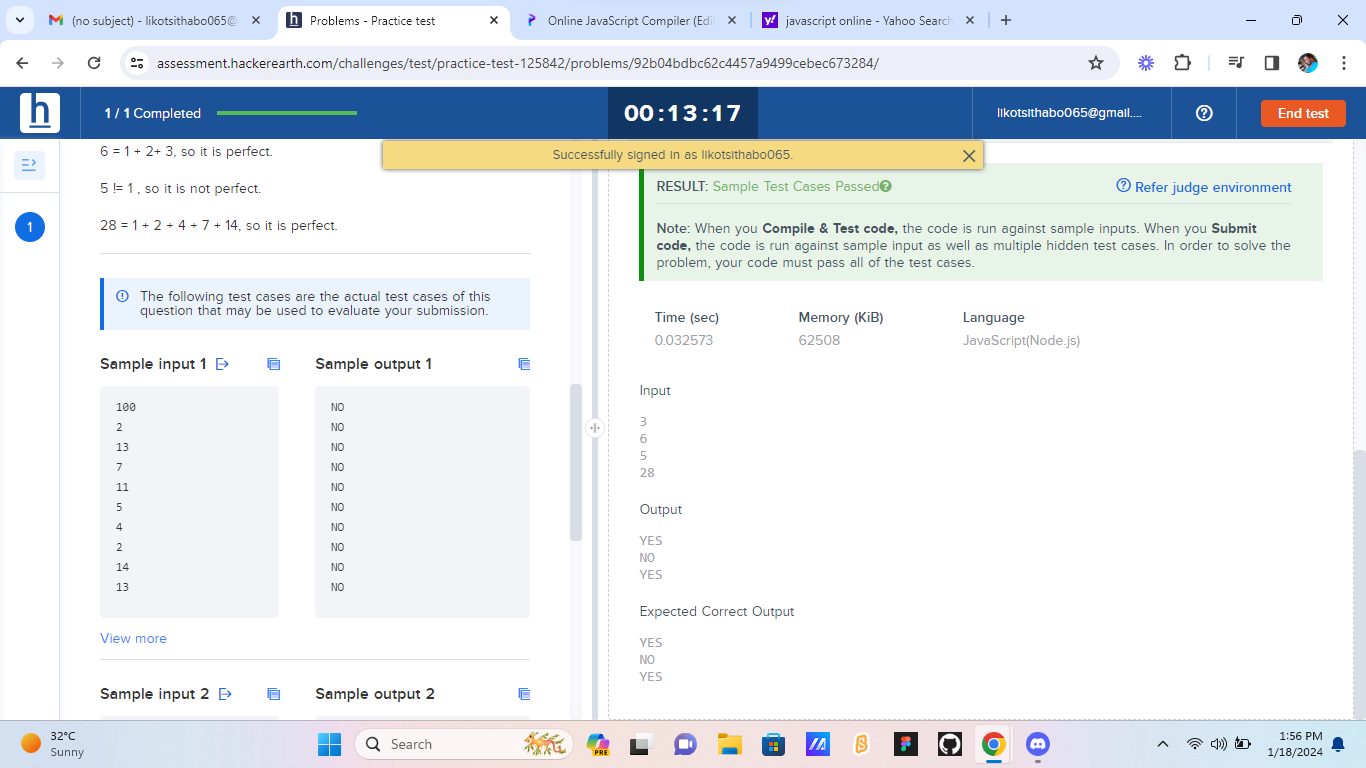 (no subject) - likotsithabo065@
Problems - Practice test
Online JavaScript Compiler (Edi
javascript online - Yahoo Search
assessment.hackerearth.com/challenges/test/practice-test-125842/problems/92b04bdbc62c4457a9499cebec673284/
h
1 / 1 Completed
00:13:17
likotsithabo065@gmail....
End test
Successfully signed in as likotsithabo065.
1
6 = 1 + 2+ 3, so it is perfect.
5 != 1 , so it is not perfect.
28 = 1 + 2 + 4 + 7 + 14, so it is perfect.
The following test cases are the actual test cases of this
question that may be used to evaluate your submission.
Sample input 1
Sample output 1
100
2
13
7
11
5
4
2
14
13
NO
NO
NO
NO
NO
NO
NO
NO
NO
NO
View more
Sample input 2
Sample output 2
RESULT: Sample Test Cases Passed
Refer judge environment
Note: When you Compile & Test code, the code is run against sample inputs. When you Submit
code, the code is run against sample input as well as multiple hidden test cases. In order to solve the
problem, your code must pass all of the test cases.
Time (sec)
Memory (KiB)
Language
0.032573
62508
JavaScript(Node.js)
Input
3
6
5
28
Output
YES
NO
YES
Expected Correct Output
YES
NO
YES
32°C
Sunny
Search
PRE
1:56 PM
1/18/2024